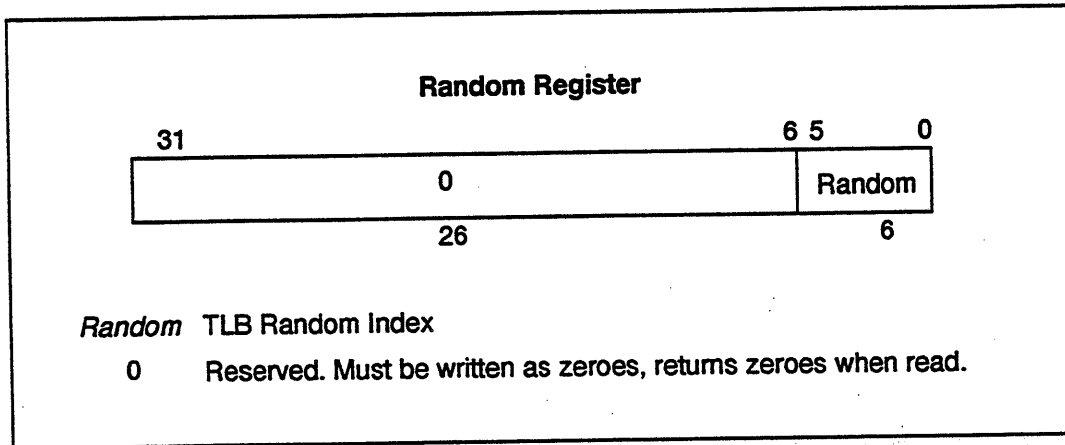 Random Register
31 6 5 0
0 Random
26 6
Random TLB Random Index
0 Reserved. Must be written as zeroes, returns zeroes when read.